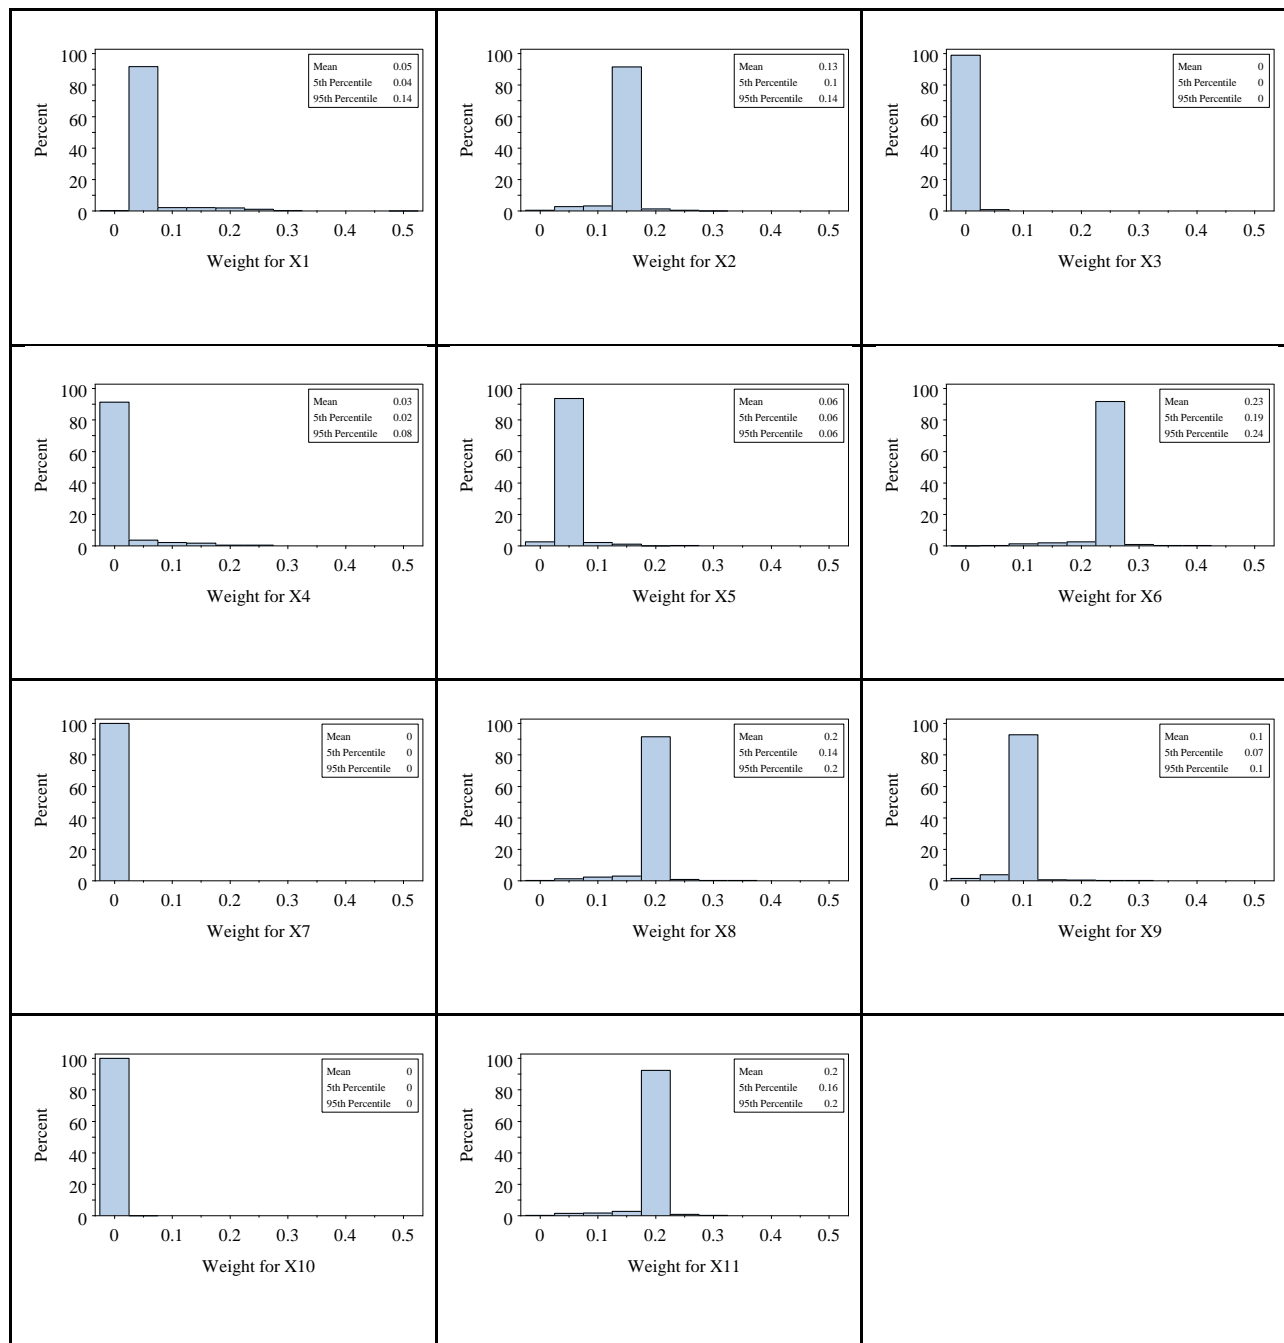 100
80
60
40
20
0
Percent
Mean 0.05
5th Percentile 0.04
95th Percentile 0.14
0 0.1 0.2 0.3 0.4 0.5
Weight for X1
100
80
60
40
20
0
Percent
Mean 0.13
5th Percentile 0.1
95th Percentile 0.14
0 0.1 0.2 0.3 0.4 0.5
Weight for X2
100
80
60
40
20
0
Percent
Mean 0
5th Percentile 0
95th Percentile 0
0 0.1 0.2 0.3 0.4 0.5
Weight for X3
100
80
60
40
20
0
Percent
Mean 0.03
5th Percentile 0.02
95th Percentile 0.08
0 0.1 0.2 0.3 0.4 0.5
Weight for X4
100
80
60
40
20
0
Percent
Mean 0.06
5th Percentile 0.06
95th Percentile 0.06
0 0.1 0.2 0.3 0.4 0.5
Weight for X5
100
80
60
40
20
0
Percent
Mean 0.23
5th Percentile 0.19
95th Percentile 0.24
0 0.1 0.2 0.3 0.4 0.5
Weight for X6
100
80
60
40
20
0
Percent
Mean 0
5th Percentile 0
95th Percentile 0
0 0.1 0.2 0.3 0.4 0.5
Weight for X7
100
80
60
40
20
0
Percent
Mean 0.2
5th Percentile 0.14
95th Percentile 0.2
0 0.1 0.2 0.3 0.4 0.5
Weight for X8
100
80
60
40
20
0
Percent
Mean 0.1
5th Percentile 0.07
95th Percentile 0.1
0 0.1 0.2 0.3 0.4 0.5
Weight for X9
100
80
60
40
20
0
Percent
Mean 0
5th Percentile 0
95th Percentile 0
0 0.1 0.2 0.3 0.4 0.5
Weight for X10
100
80
60
40
20
0
Percent
Mean 0.2
5th Percentile 0.16
95th Percentile 0.2
0 0.1 0.2 0.3 0.4 0.5
Weight for X11